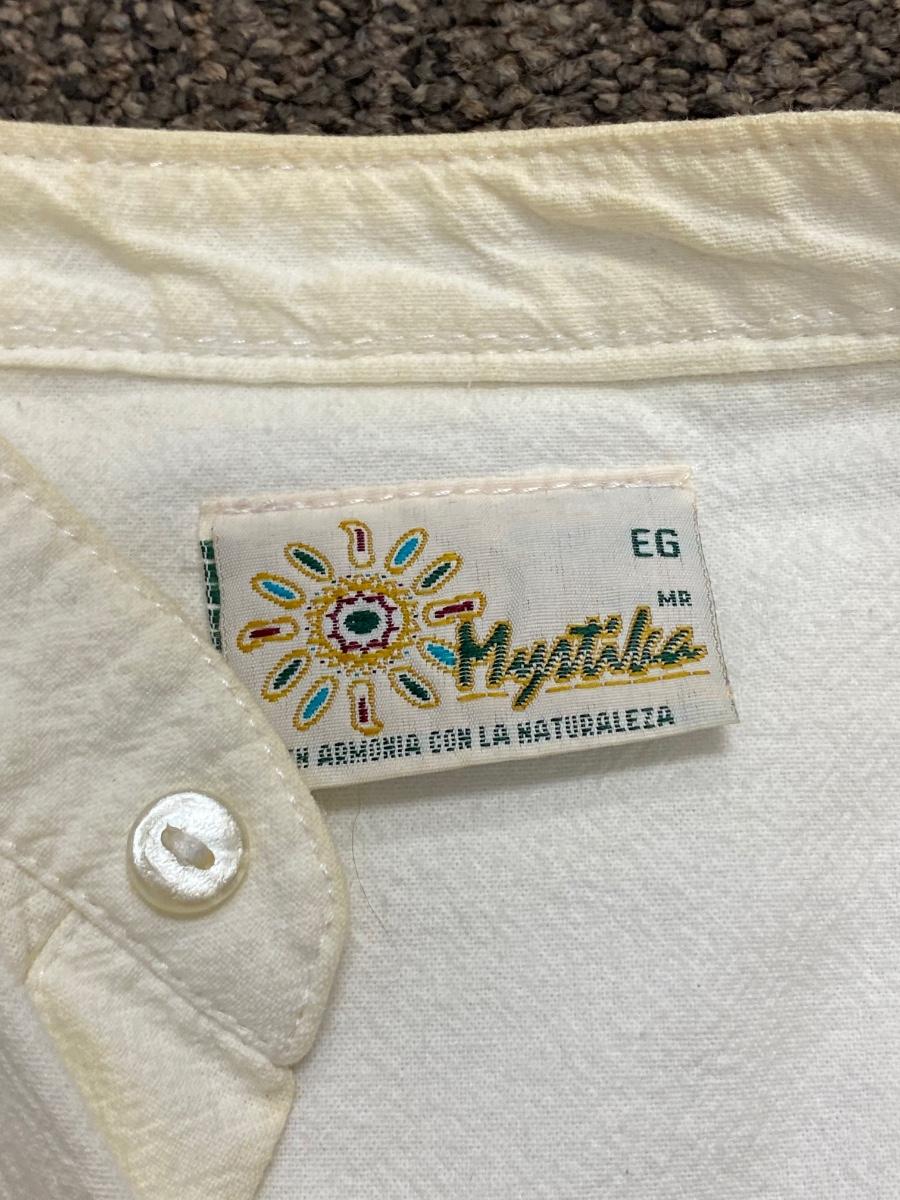 EG
MR
Mystika
EN ARMONIA CON LA NATURALEZA